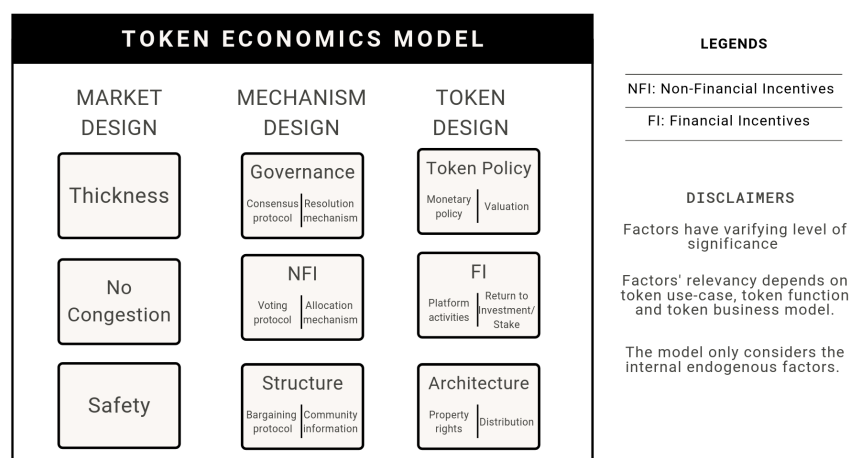 TOKEN ECONOMICS MODEL
MARKET
DESIGN
Thickness
No
Congestion
Safety
MECHANISM
DESIGN
Governance
Consensus
protocol
Resolution
mechanism
NFI
Voting
protocol
Allocation
mechanism
Structure
Bargaining
protocol
Community
information
TOKEN
DESIGN
Token Policy
Monetary
policy
Valuation
FI
Platform
activities
Return to
Investment/
Stake
Architecture
Property
rights
Distribution
LEGENDS
NFI: Non-Financial Incentives
FI: Financial Incentives
DISCLAIMERS
Factors have varifying level of
significance
Factors' relevancy depends on
token use-case, token function
and token business model.
The model only considers the
internal endogenous factors.